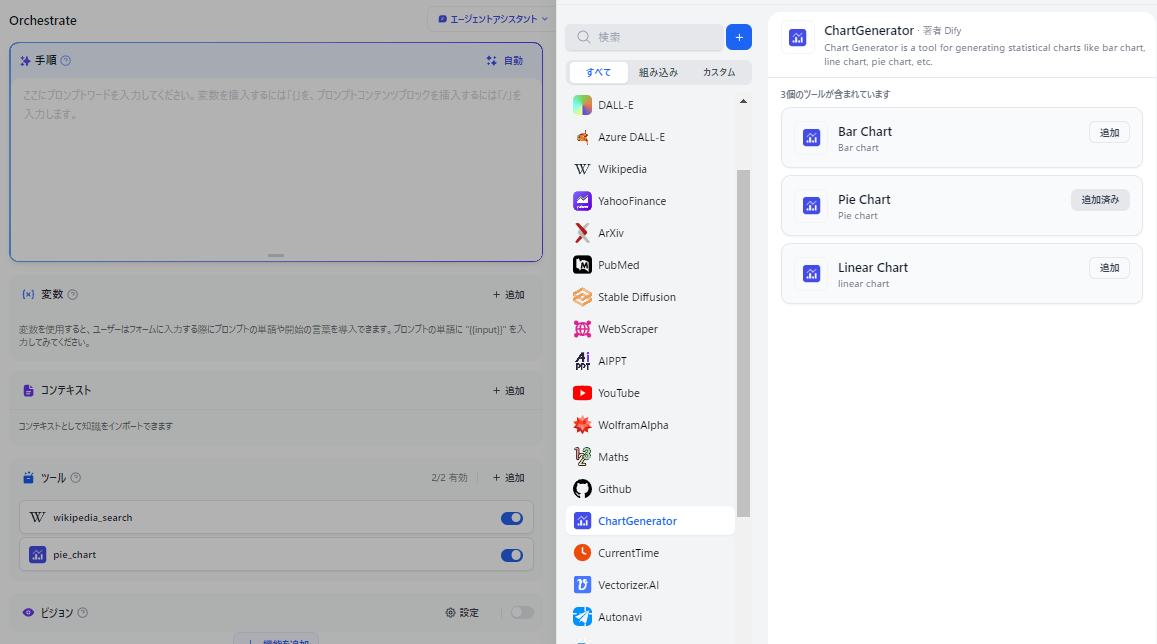 Orchestrate
エージェントアシスタント
手順
自動
ここにプロンプトワードを入力してください。変数を挿入するには「{」を、プロンプトコンテンツブロックを挿入するには「/」を
入力します。
変数
+ 追加
変数を使用すると、ユーザーはフォームに入力する際にプロンプトの単語や開始の言葉を導入できます。プロンプトの単語に "{{input}}" を入
力してみてください。
コンテキスト
+ 追加
コンテキストとして知識をインポートできます
ツール
2/2 有効
+ 追加
wikipedia_search
pie_chart
ビジョン
設定
+ 機能を追加
検索
+
すべて
組み込み
カスタム
DALL-E
Azure DALL-E
Wikipedia
YahooFinance
ArXiv
PubMed
Stable Diffusion
WebScraper
AIPPT
YouTube
WolframAlpha
Maths
Github
ChartGenerator
CurrentTime
Vectorizer.AI
Autonavi
ChartGenerator · 著者 Dify
Chart Generator is a tool for generating statistical charts like bar chart,
line chart, pie chart, etc.
3個のツールが含まれています
Bar Chart
追加
Bar chart
Pie Chart
追加済み
Pie chart
Linear Chart
追加
linear chart